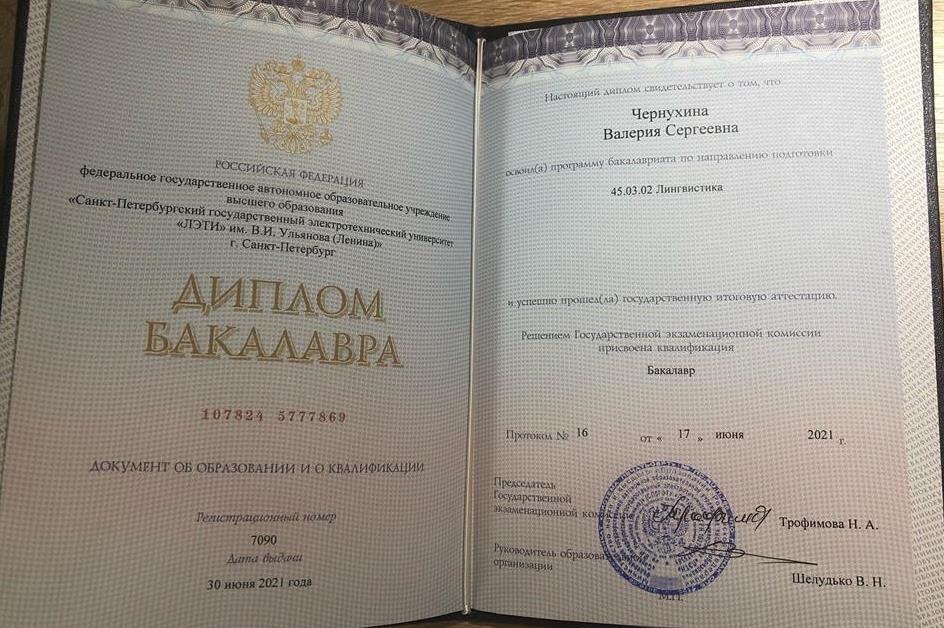 РОССИЙСКАЯ ФЕДЕРАЦИЯ
федеральное государственное автономное образовательное учреждение
высшего образования
«Санкт-Петербургский государственный электротехнический университет
«ЛЭТИ» им. В.И. Ульянова (Ленина)»
г. Санкт-Петербург
ДИПЛОМ
БАКАЛАВРА
107824 5777869
ДОКУМЕНТ ОБ ОБРАЗОВАНИИ И О КВАЛИФИКАЦИИ
Регистрационный номер
7090
Дата выдачи
30 июня 2021 года
Настоящий диплом свидетельствует о том, что
Чернухина
Валерия Сергеевна
освоил(а) программу бакалавриата по направлению подготовки
45.03.02 Лингвистика
и успешно прошел(ла) государственную итоговую аттестацию.
Решением Государственной экзаменационной комиссии
присвоена квалификация
Бакалавр
Протокол № 16 от « 17 » июня 2021 г.
Председатель
Государственной
экзаменационной комиссии
Трофимова Н. А.
Руководитель образовательной
организации
Шелудько В. Н.
М.П.